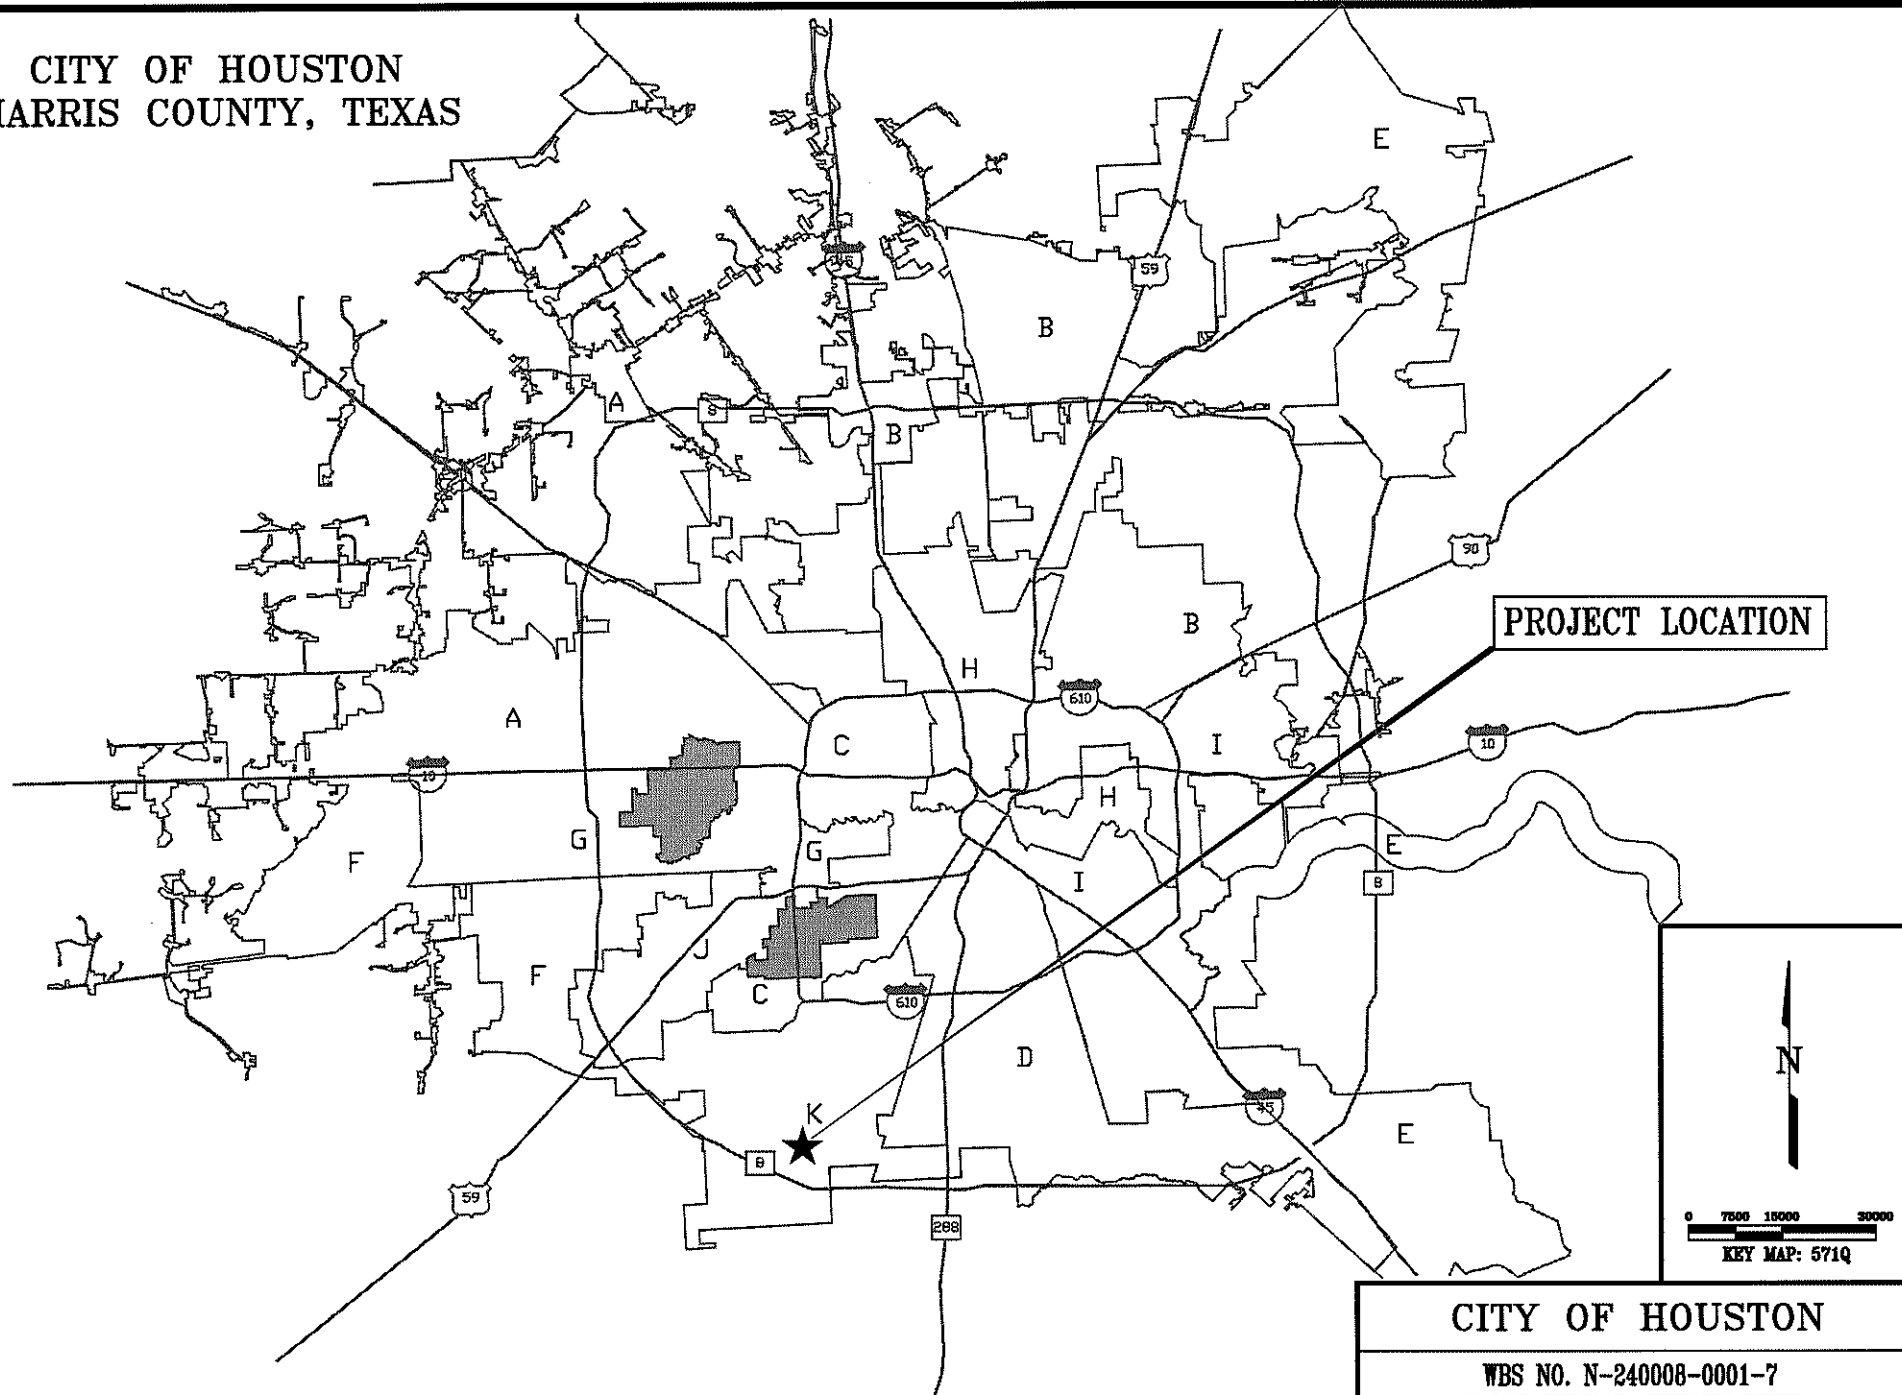 CITY OF HOUSTON
HARRIS COUNTY, TEXAS
E
59
B
A
8
B
90
PROJECT LOCATION
B
H
610
A
C
I
10
10
H
G
G
E
F
I
8
J
F
C
610
N
D
K
45
E
8
59
288
0 7500 15000 30000
KEY MAP: 571Q
CITY OF HOUSTON
WBS NO. N-240008-0001-7